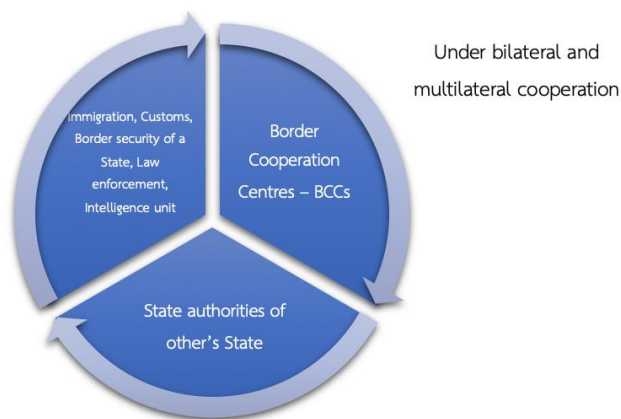 Under bilateral and
multilateral cooperation
Immigration, Customs,
Border security of a
State, Law
enforcement,
Intelligence unit
Border
Cooperation
Centres – BCCs
State authorities of
other's State